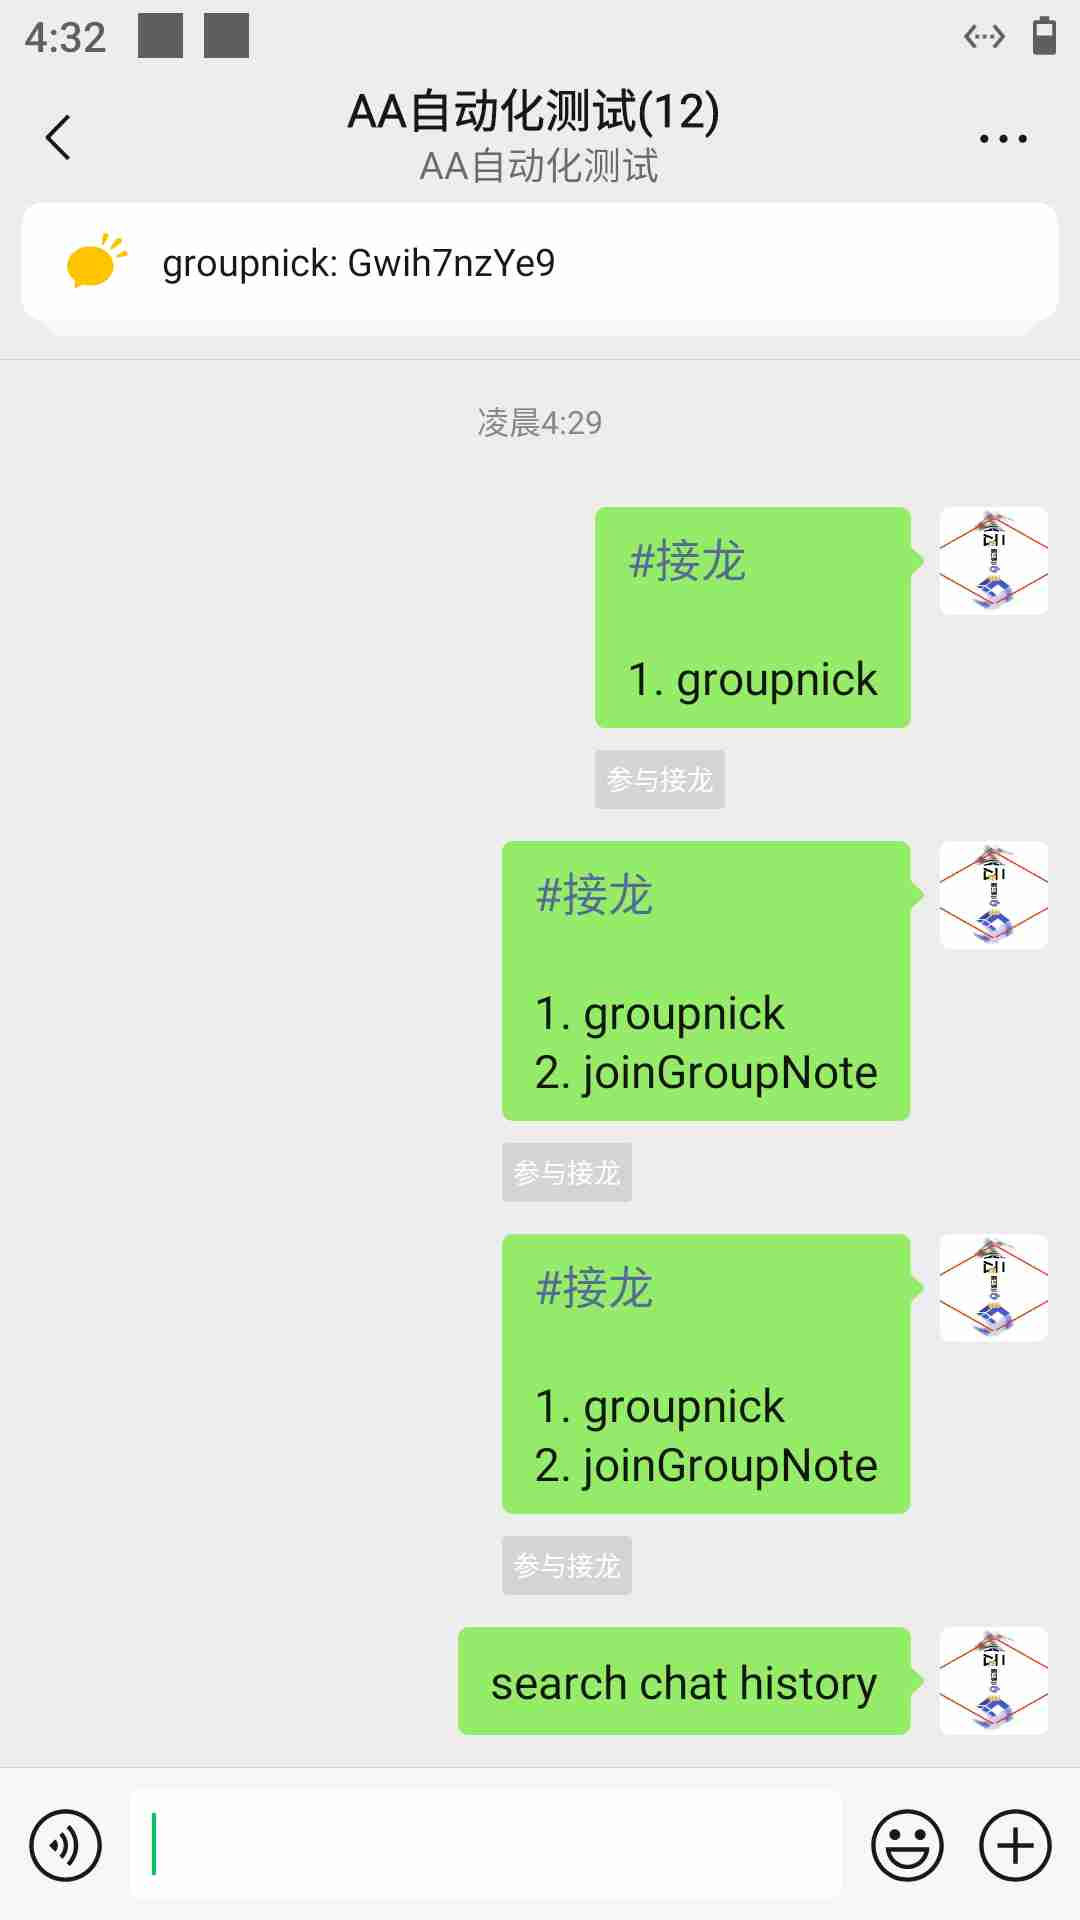 4:32
AA自动化测试(12)
AA自动化测试
groupnick: Gwih7nzYe9
凌晨4:29
#接龙
1. groupnick
参与接龙
#接龙
1. groupnick
2. joinGroupNote
参与接龙
#接龙
1. groupnick
2. joinGroupNote
参与接龙
search chat history